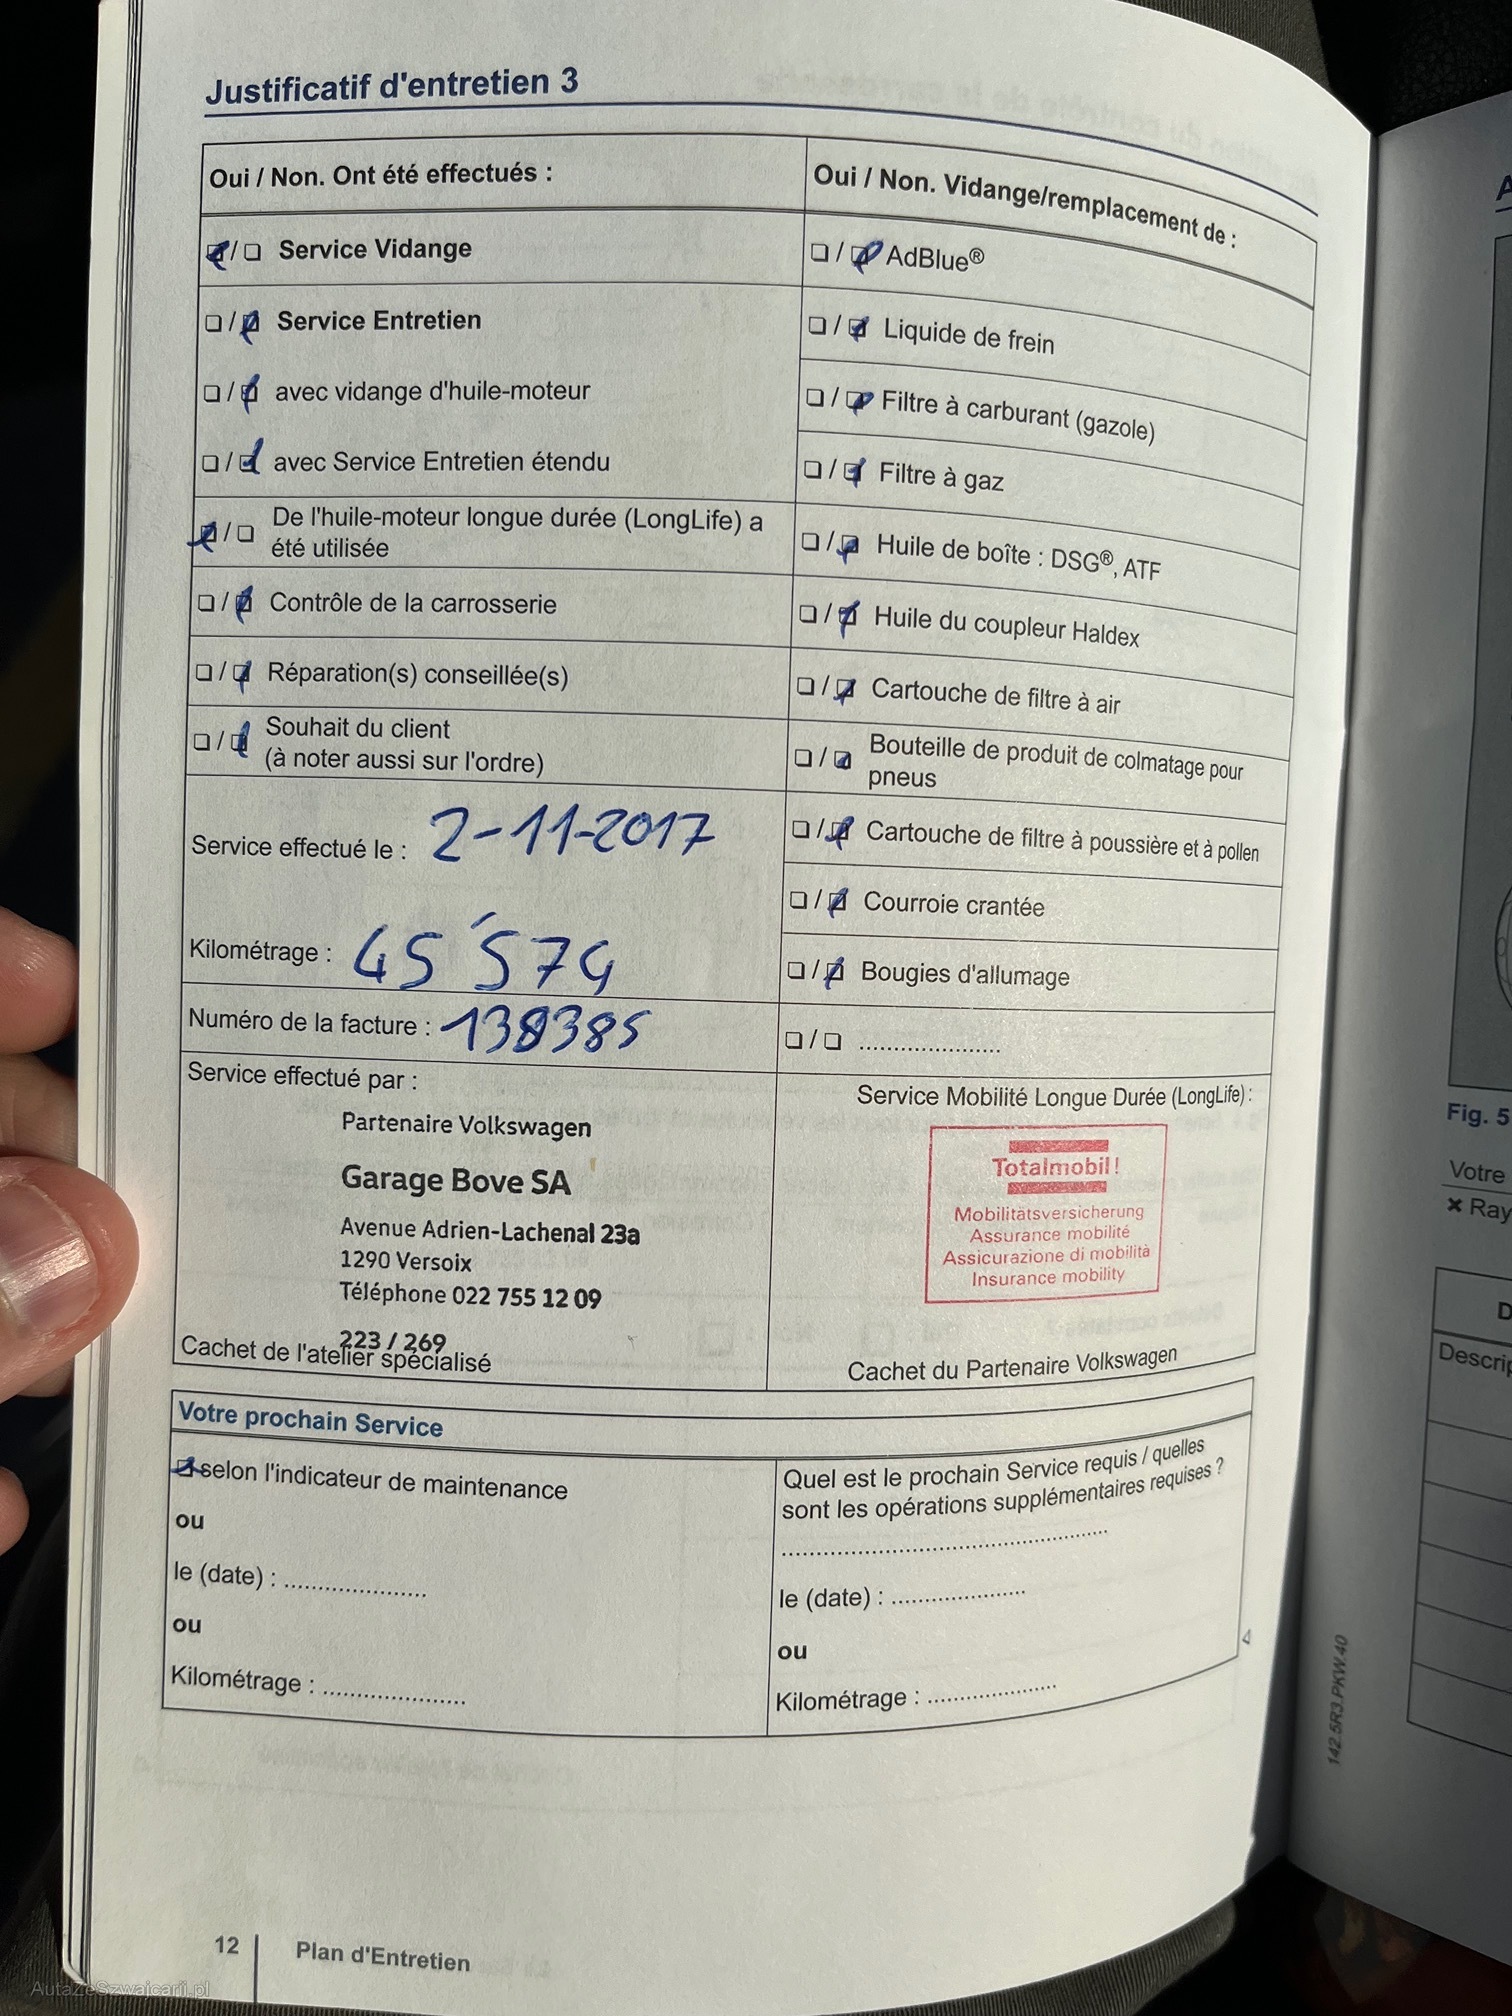 Justificatif d'entretien 3
Oui / Non. Ont été effectués :
Service Vidange
Service Entretien
avec vidange d'huile-moteur
avec Service Entretien étendu
De l'huile-moteur longue durée (LongLife) a
été utilisée
Contrôle de la carrosserie
Réparation(s) conseillée(s)
Souhait du client
(à noter aussi sur l'ordre)
Service effectué le : 2-11-2017
Kilométrage : 45'574
Numéro de la facture : 138385
Service effectué par :
Partenaire Volkswagen
Garage Bove SA
Avenue Adrien-Lachenal 23a
1290 Versoix
Téléphone 022 755 12 09
223 / 269
Cachet de l'atelier spécialisé
Oui / Non. Vidange/remplacement de :
AdBlue®
Liquide de frein
Filtre à carburant (gazole)
Filtre à gaz
Huile de boîte : DSG®, ATF
Huile du coupleur Haldex
Cartouche de filtre à air
Bouteille de produit de colmatage pour
pneus
Cartouche de filtre à poussière et à pollen
Courroie crantée
Bougies d'allumage
.....................
Service Mobilité Longue Durée (LongLife) :
Totalmobil!
Mobilitätsversicherung
Assurance mobilité
Assicurazione di mobilità
Insurance mobility
Cachet du Partenaire Volkswagen
Votre prochain Service
selon l'indicateur de maintenance
ou
le (date) : .....................
ou
Kilométrage : .....................
Quel est le prochain Service requis / quelles
sont les opérations supplémentaires requises ?
le (date) : ....................
ou
Kilométrage : ...................
12 Plan d'Entretien
142.5R3.PKW.40
Fig. 5
Votre
AutaZeSzwajcarii.pl